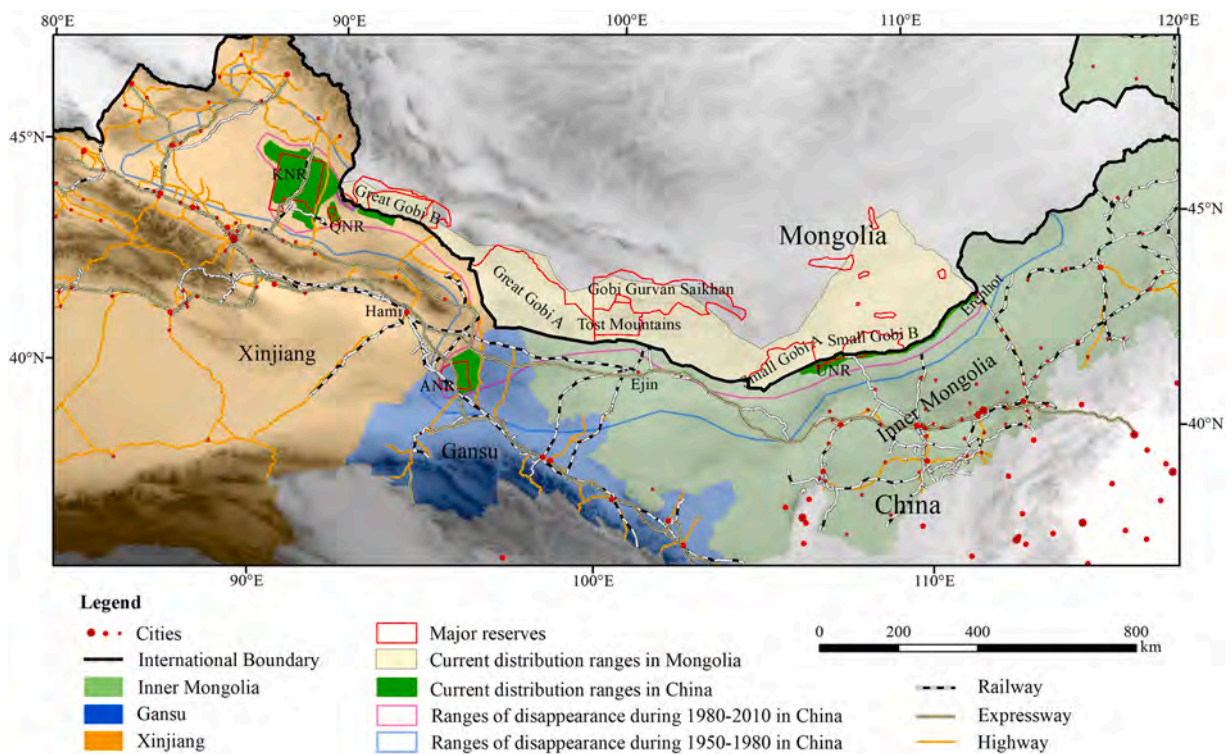 80°E 90°E 100°E 110°E 120°E
45°N
KNR
QNR
Great Gobi B
Mongolia
45°N
Great Gobi A
Gobi Gurvan Saikhan
Tost Mountains
Hami
Erenhot
Small Gobi A
Small Gobi B
40°N
Xinjiang
ANR
Ejin
UNR
Inner Mongolia
40°N
Gansu
China
90°E 100°E 110°E
Legend
Cities
International Boundary
Inner Mongolia
Gansu
Xinjiang
Major reserves
Current distribution ranges in Mongolia
Current distribution ranges in China
Ranges of disappearance during 1980-2010 in China
Ranges of disappearance during 1950-1980 in China
0 200 400 800
km
Railway
Expressway
Highway